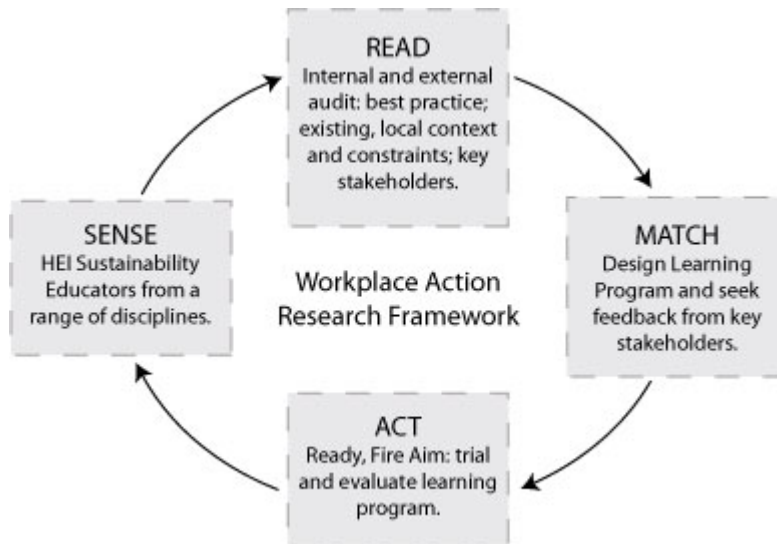 READ
Internal and external
audit: best practice;
existing, local context
and constraints; key
stakeholders.
SENSE
HEI Sustainability
Educators from a
range of disciplines.
Workplace Action
Research Framework
MATCH
Design Learning
Program and seek
feedback from key
stakeholders.
ACT
Ready, Fire Aim: trial
and evaluate learning
program.